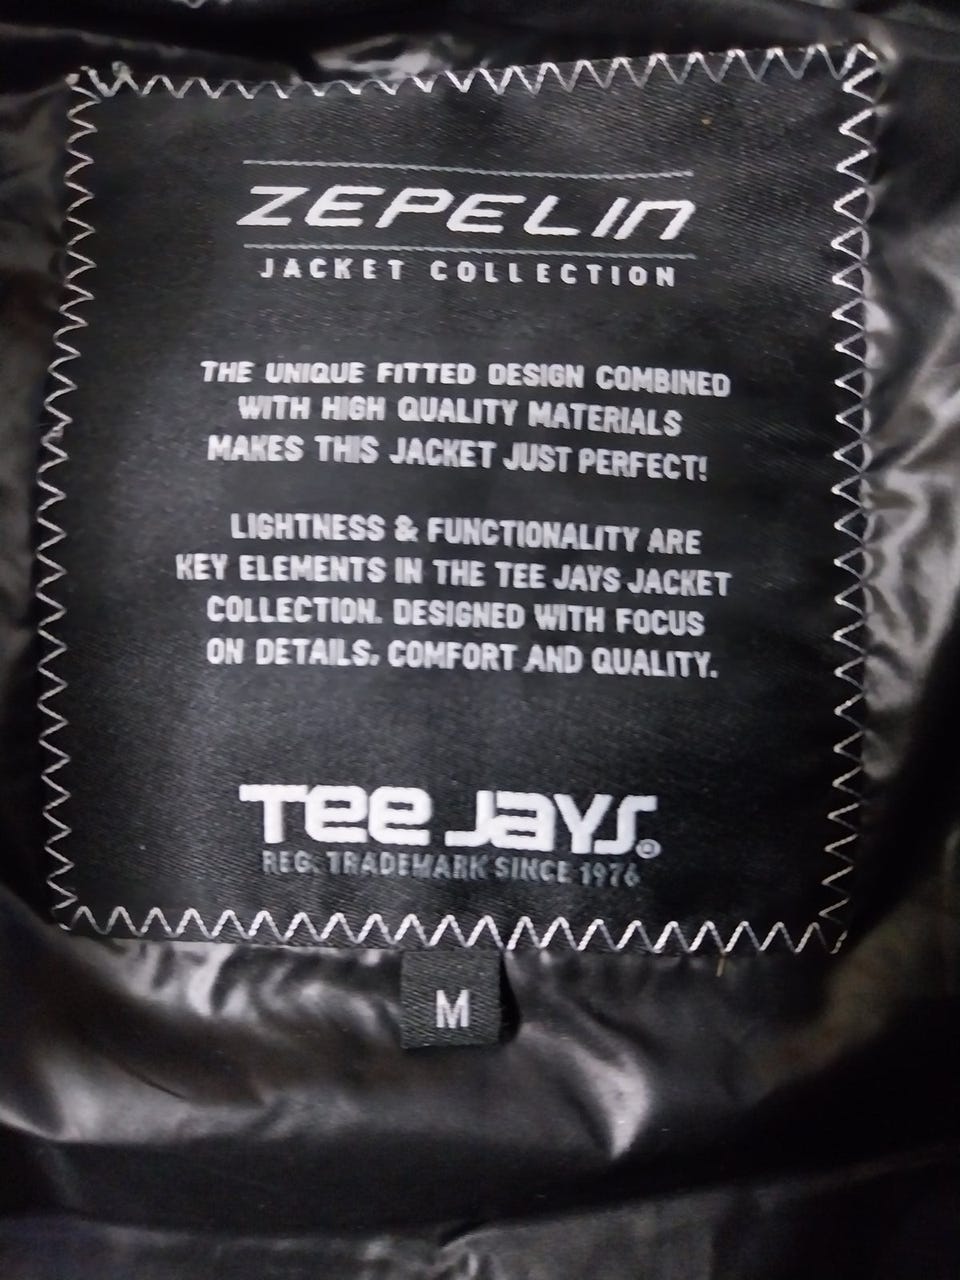 ZEPELIN
JACKET COLLECTION
THE UNIQUE FITTED DESIGN COMBINED
WITH HIGH QUALITY MATERIALS
MAKES THIS JACKET JUST PERFECT!
LIGHTNESS & FUNCTIONALITY ARE
KEY ELEMENTS IN THE TEE JAYS JACKET
COLLECTION. DESIGNED WITH FOCUS
ON DETAILS, COMFORT AND QUALITY.
Tee Jays®
REG. TRADEMARK SINCE 1976
M